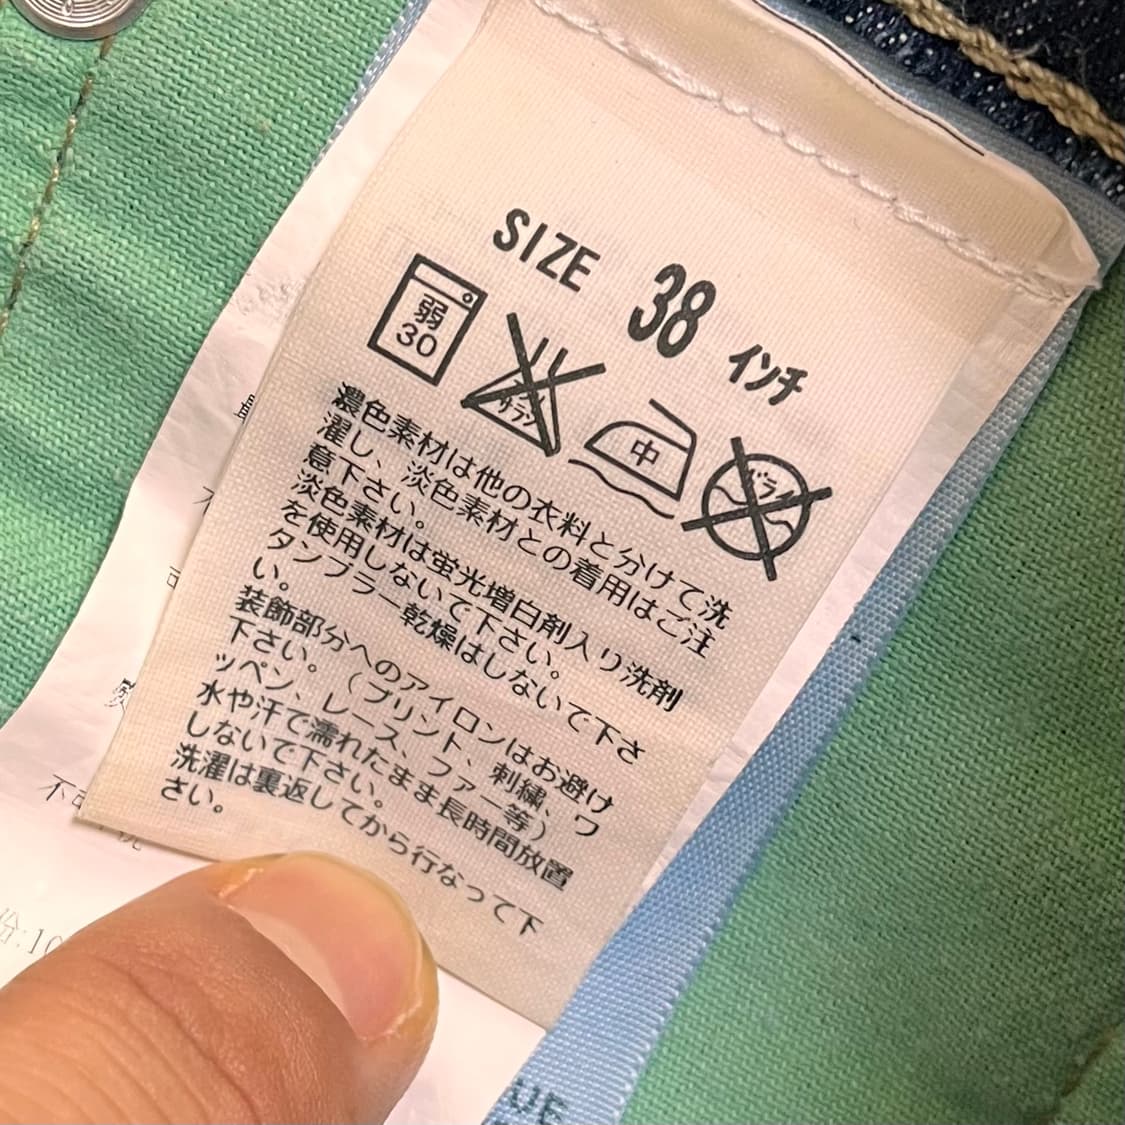 SIZE 38 インチ
弱
30
サラシ
中
ドライ
濃色素材は他の衣料と分けて洗
濯し、淡色素材との着用はご注
意下さい。
淡色素材は蛍光増白剤入り洗剤
を使用しないで下さい。
タンブラー乾燥はしないで下さ
い。
装飾部分へのアイロンはお避け
下さい。(プリント、刺繍、ワ
ッペン、レース、ファー等)
水や汗で濡れたまま長時間放置
しないで下さい。
洗濯は裏返してから行なって下
さい。
份:10
UE